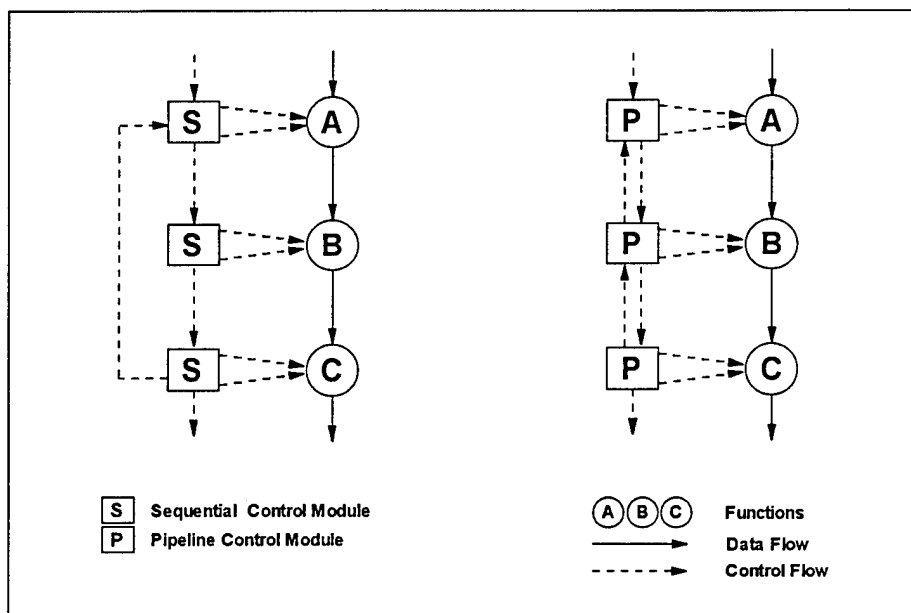 S A P A
S B P B
S C P C
S Sequential Control Module
P Pipeline Control Module
A B C Functions
Data Flow
Control Flow